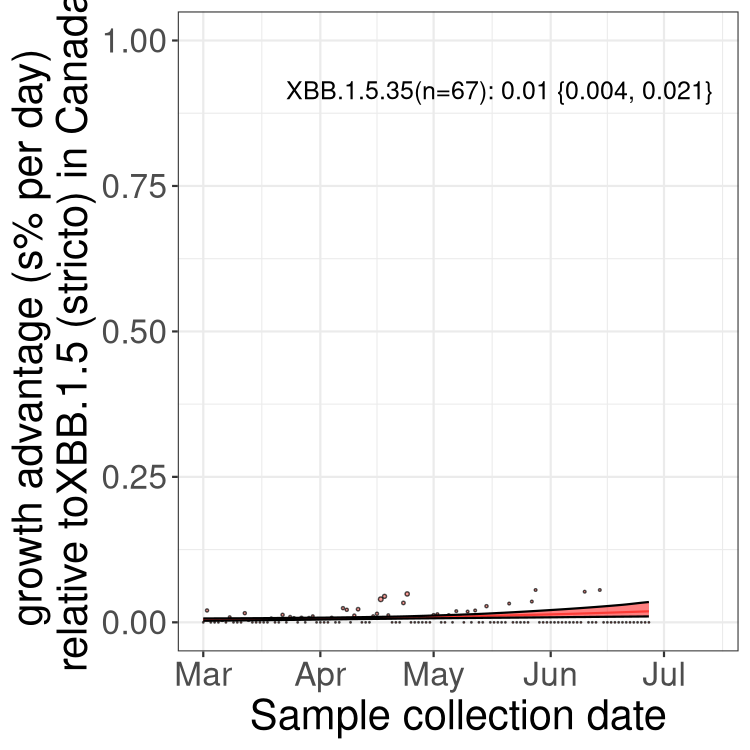 growth advantage (s% per day)
relative toXBB.1.5 (stricto) in Canada
1.00
0.75
0.50
0.25
0.00
XBB.1.5.35(n=67): 0.01 {0.004, 0.021}
Mar Apr May Jun Jul
Sample collection date